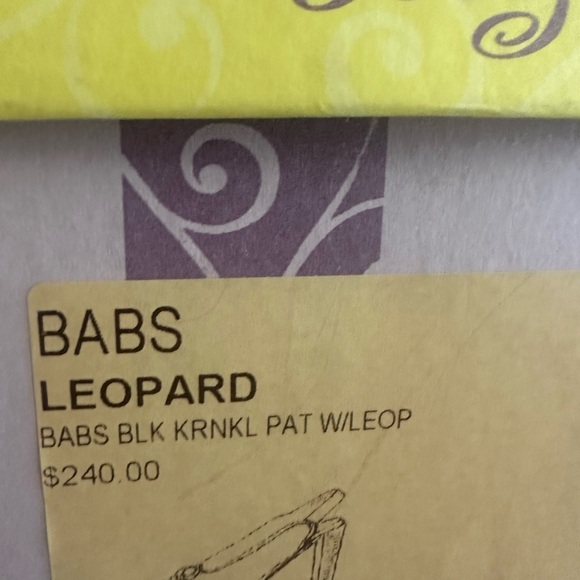 BABS
LEOPARD
BABS BLK KRNKL PAT W/LEOP
$240.00